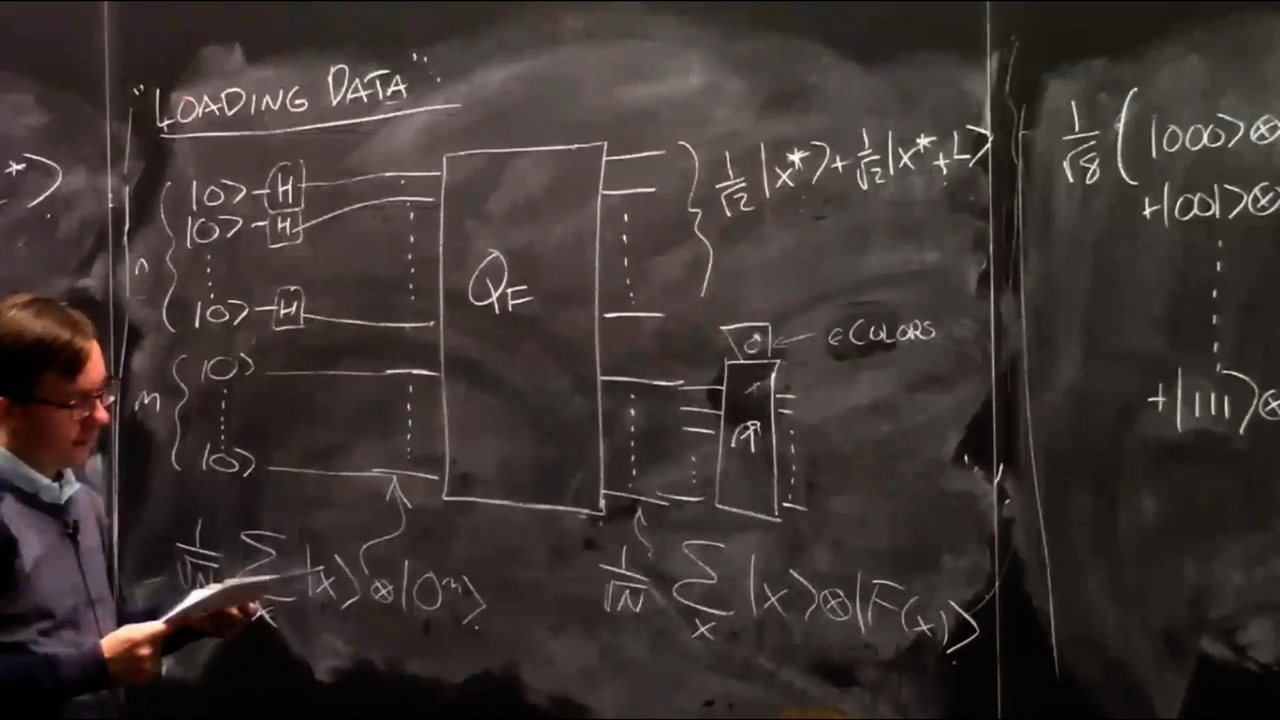 "LOADING DATA":
*⟩
n
|0⟩ H
|0⟩ H
|0⟩ H
m
|0⟩
|0⟩
Q_F
1/√2 |x*⟩ + 1/√2 |x* + L⟩
c* ← ∈ COLORS
1/√N Σ_x |x⟩ ⊗ |0^m⟩
1/√N Σ_x |x⟩ ⊗ |F(x)⟩
1/√8 ( |000⟩ ⊗
+|001⟩ ⊗
+|111⟩ ⊗